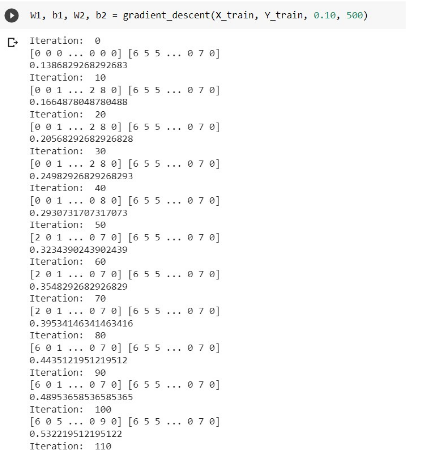 W1, b1, W2, b2 = gradient_descent(X_train, Y_train, 0.10, 500)
Iteration: 0
[0 0 0 ... 0 0 0] [6 5 5 ... 0 7 0]
0.1386829268292683
Iteration: 10
[0 0 1 ... 2 8 0] [6 5 5 ... 0 7 0]
0.1664878048780488
Iteration: 20
[0 0 1 ... 2 8 0] [6 5 5 ... 0 7 0]
0.20568292682926828
Iteration: 30
[0 0 1 ... 2 8 0] [6 5 5 ... 0 7 0]
0.24982926829268293
Iteration: 40
[0 0 1 ... 0 8 0] [6 5 5 ... 0 7 0]
0.2930731707317073
Iteration: 50
[2 0 1 ... 0 7 0] [6 5 5 ... 0 7 0]
0.3234390243902439
Iteration: 60
[2 0 1 ... 0 7 0] [6 5 5 ... 0 7 0]
0.3548292682926829
Iteration: 70
[2 0 1 ... 0 7 0] [6 5 5 ... 0 7 0]
0.39534146341463416
Iteration: 80
[6 0 1 ... 0 7 0] [6 5 5 ... 0 7 0]
0.4435121951219512
Iteration: 90
[6 0 1 ... 0 7 0] [6 5 5 ... 0 7 0]
0.48953658536585365
Iteration: 100
[6 0 5 ... 0 9 0] [6 5 5 ... 0 7 0]
0.532219512195122
Iteration: 110